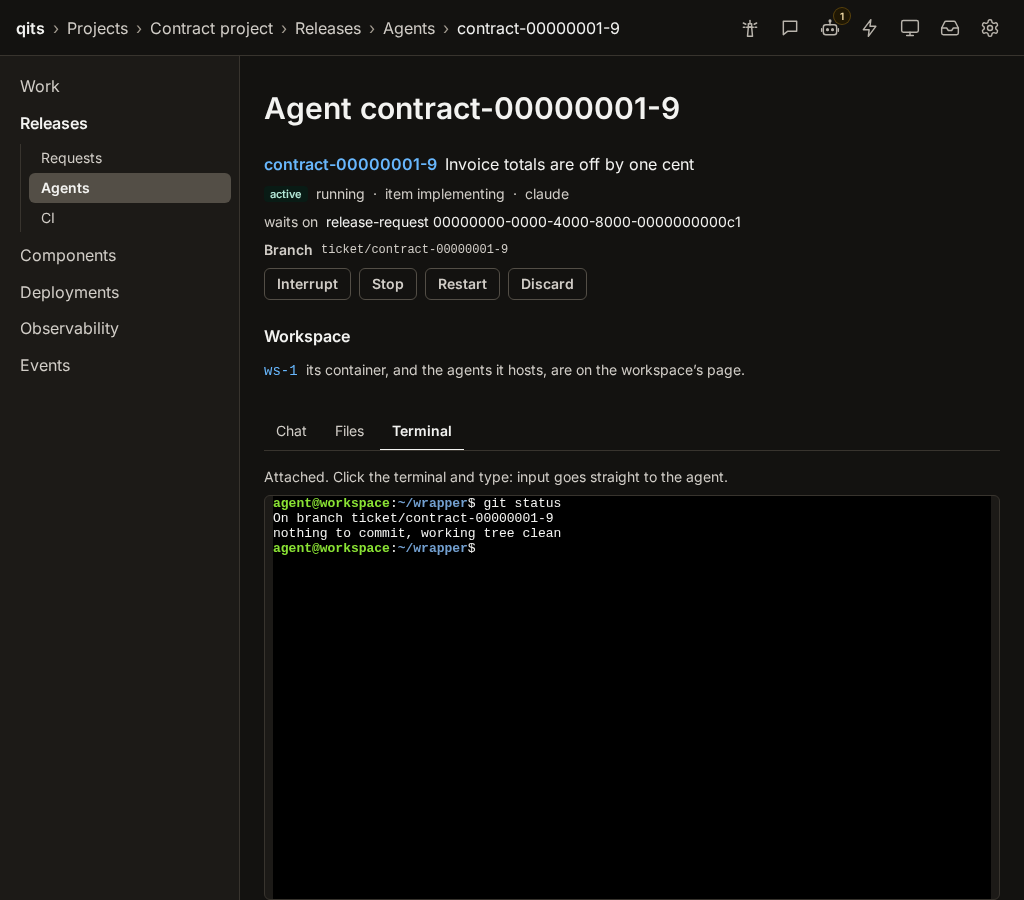 qits › Projects › Contract project › Releases › Agents › contract-00000001-9
1
Work
Releases
Requests
Agents
CI
Components
Deployments
Observability
Events
Agent contract-00000001-9
contract-00000001-9 Invoice totals are off by one cent
active running · item implementing · claude
waits on release-request 00000000-0000-4000-8000-0000000000c1
Branch ticket/contract-00000001-9
Interrupt Stop Restart Discard
Workspace
ws-1 its container, and the agents it hosts, are on the workspace’s page.
Chat Files Terminal
Attached. Click the terminal and type: input goes straight to the agent.
agent@workspace:~/wrapper$ git status
On branch ticket/contract-00000001-9
nothing to commit, working tree clean
agent@workspace:~/wrapper$